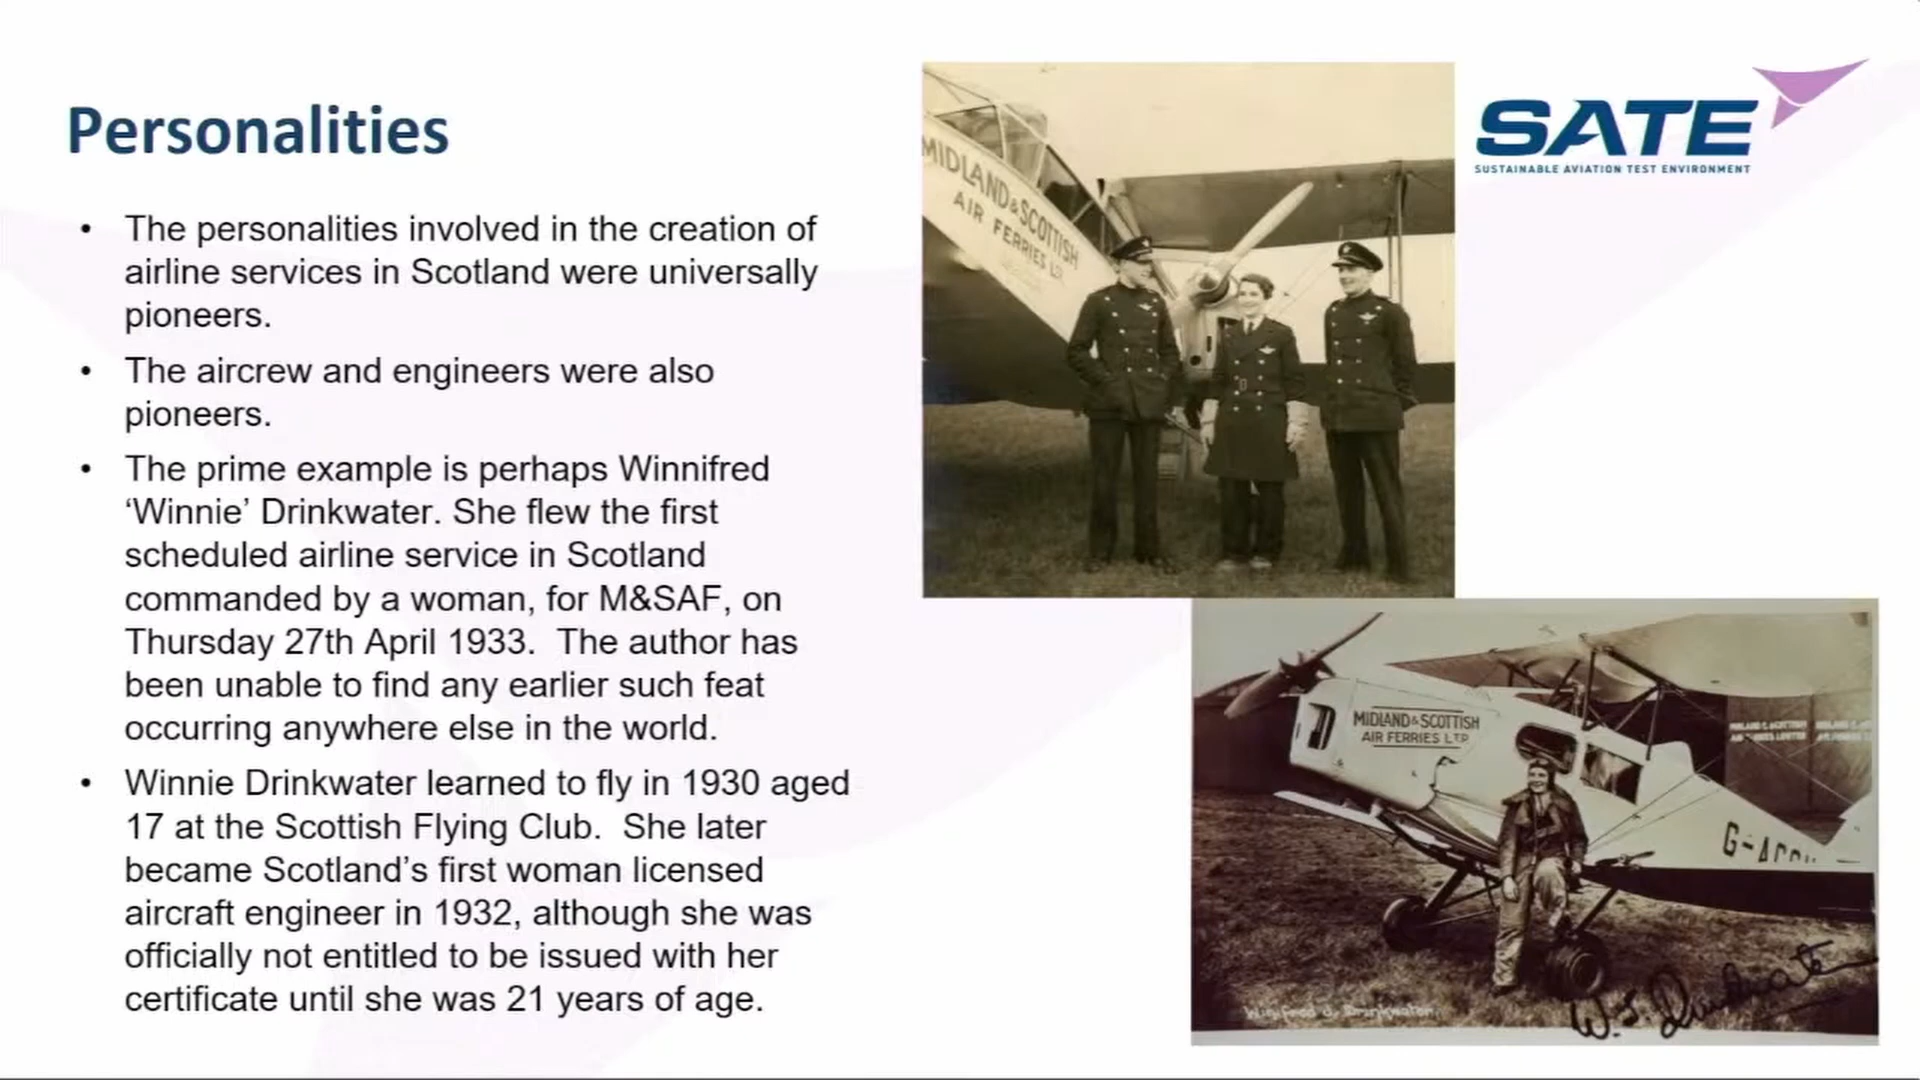 Personalities
• The personalities involved in the creation of
airline services in Scotland were universally
pioneers.
• The aircrew and engineers were also
pioneers.
• The prime example is perhaps Winnifred
‘Winnie’ Drinkwater. She flew the first
scheduled airline service in Scotland
commanded by a woman, for M&SAF, on
Thursday 27th April 1933.  The author has
been unable to find any earlier such feat
occurring anywhere else in the world.
• Winnie Drinkwater learned to fly in 1930 aged
17 at the Scottish Flying Club.  She later
became Scotland’s first woman licensed
aircraft engineer in 1932, although she was
officially not entitled to be issued with her
certificate until she was 21 years of age.
MIDLAND & SCOTTISH
AIR FERRIES LTD
SATE
SUSTAINABLE AVIATION TEST ENVIRONMENT
MIDLAND & SCOTTISH
AIR FERRIES LTD
Winifred J. Drinkwater.
W. J. Drinkwater